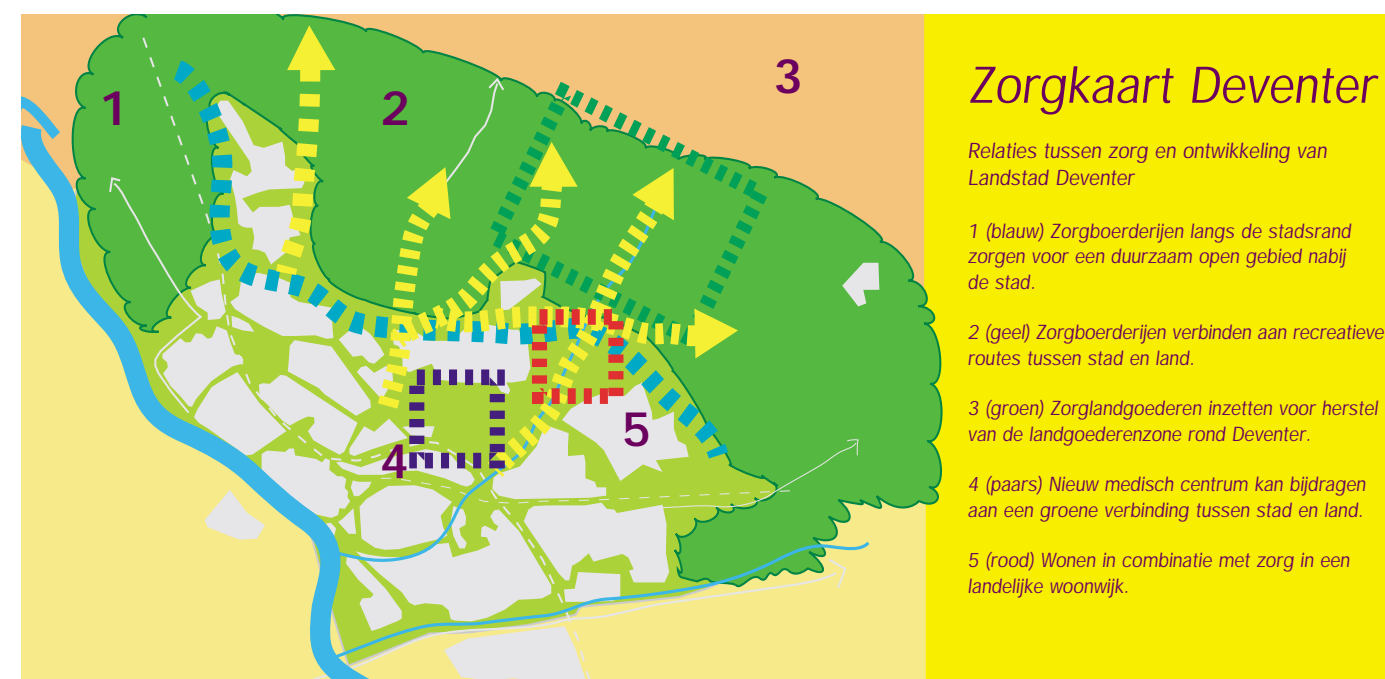 1
2
3
4
5
Zorgkaart Deventer
Relaties tussen zorg en ontwikkeling van
Landstad Deventer
1 (blauw) Zorgboerderijen langs de stadsrand
zorgen voor een duurzaam open gebied nabij
de stad.
2 (geel) Zorgboerderijen verbinden aan recreatieve
routes tussen stad en land.
3 (groen) Zorglandgoederen inzetten voor herstel
van de landgoederenzone rond Deventer.
4 (paars) Nieuw medisch centrum kan bijdragen
aan een groene verbinding tussen stad en land.
5 (rood) Wonen in combinatie met zorg in een
landelijke woonwijk.